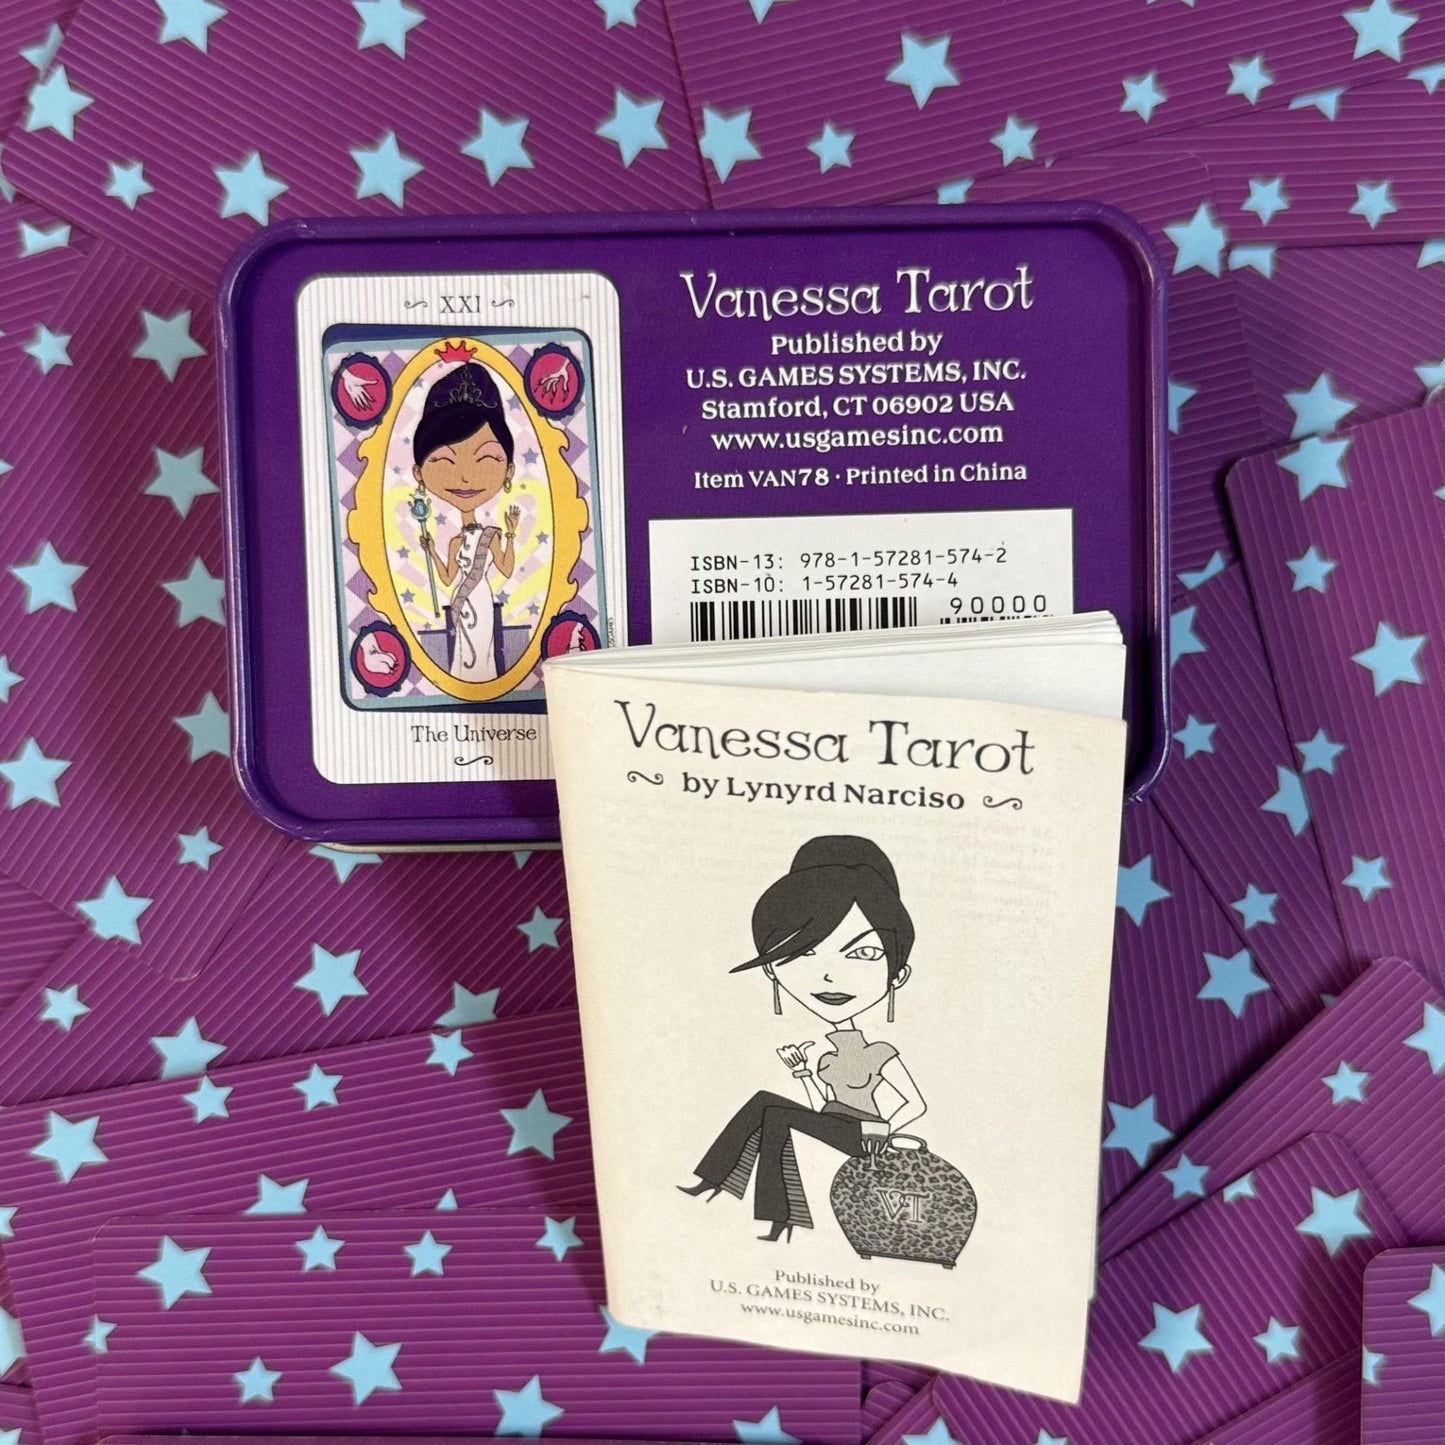 XXI
The Universe
Vanessa Tarot
Published by
U.S. GAMES SYSTEMS, INC.
Stamford, CT 06902 USA
www.usgamesinc.com
Item VAN78 · Printed in China
ISBN-13: 978-1-57281-574-2
ISBN-10: 1-57281-574-4
90000
Vanessa Tarot
by Lynyrd Narciso
VT
Published by
U.S. GAMES SYSTEMS, INC.
www.usgamesinc.com